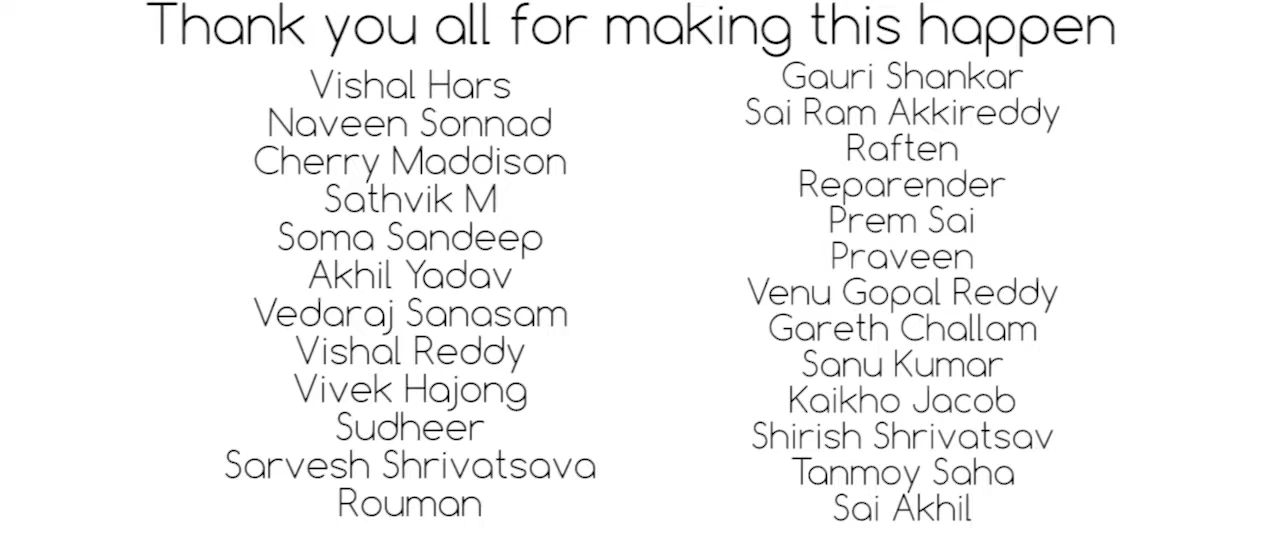 Thank you all for making this happen
Vishal Hars
Naveen Sonnad
Cherry Maddison
Sathvik M
Soma Sandeep
Akhil Yadav
Vedaraj Sanasam
Vishal Reddy
Vivek Hajong
Sudheer
Sarvesh Shrivatsava
Rouman
Gauri Shankar
Sai Ram Akkireddy
Raften
Reparender
Prem Sai
Praveen
Venu Gopal Reddy
Gareth Challam
Sanu Kumar
Kaikho Jacob
Shirish Shrivatsav
Tanmoy Saha
Sai Akhil